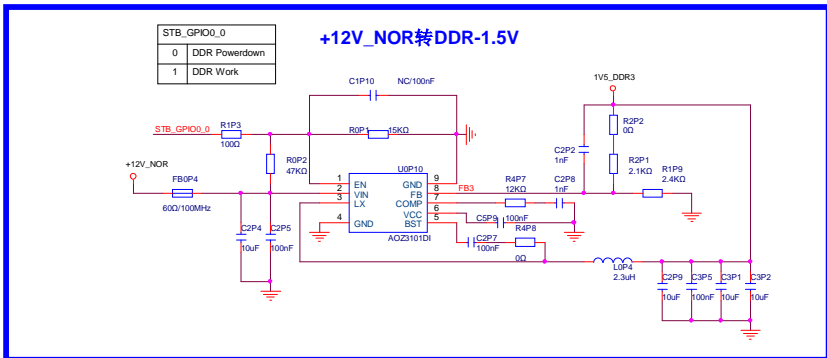 +12V_NOR转DDR-1.5V
STB_GPIO0_0
0 DDR Powerdown
1 DDR Work
C1P10 NC/100nF
STB_GPIO0_0
R1P3
100Ω
R0P1 15KΩ
R0P2
47KΩ
+12V_NOR
FB0P4
60Ω/100MHz
C2P4
10uF
C2P5
100nF
U0P10
1 EN
2 VIN
3 LX
4 GND
GND 9
FB 8
COMP 7
VCC 6
BST 5
AOZ3101DI
FB3
R4P7
12KΩ
C2P8
1nF
C5P9 100nF
C2P7
100nF
R4P8
0Ω
1V5_DDR3
C2P2
1nF
R2P2
0Ω
R2P1
2.1KΩ
R1P9
2.4KΩ
L0P4
2.3uH
C2P9
10uF
C3P5
100nF
C3P1
10uF
C3P2
10uF